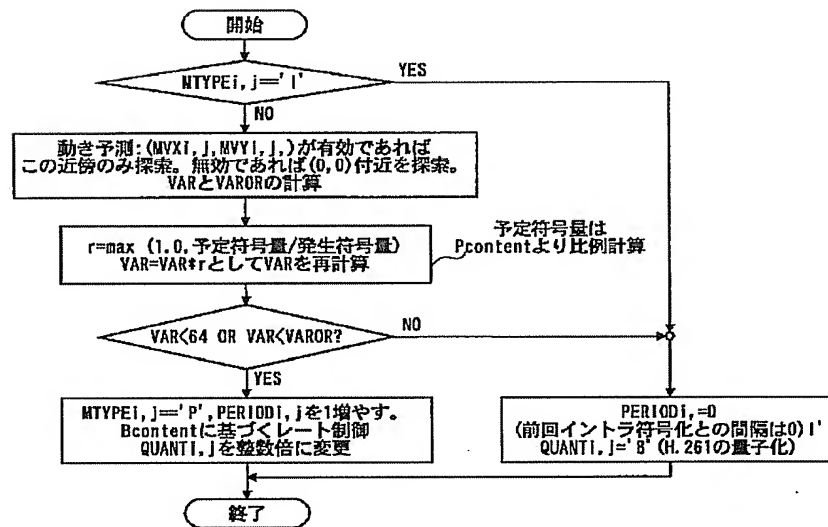 開始
MTYPEi,j=='I'
YES
NO
動き予測:(MVXi,j,MVYi,j,)が有効であれば
この近傍のみ探索。無効であれば(0,0)付近を探索。
VARとVARORの計算
r=max (1.0,予定符号量/発生符号量)
VAR=VAR*rとしてVARを再計算
予定符号量は
Pcontentより比例計算
VAR<64 OR VAR<VAROR?
NO
YES
MTYPEi,j=='P',PERIODi,jを1増やす。
Bcontentに基づくレート制御
QUANTi,jを整数倍に変更
PERIODi,=0
(前回イントラ符号化との間隔は0)I'
QUANTi,j='8'(H.261の量子化)
終了